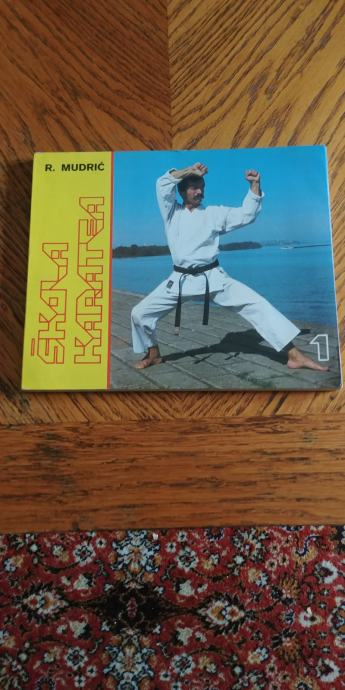 R. MUDRIĆ
ŠKOLA
KARATEA
1